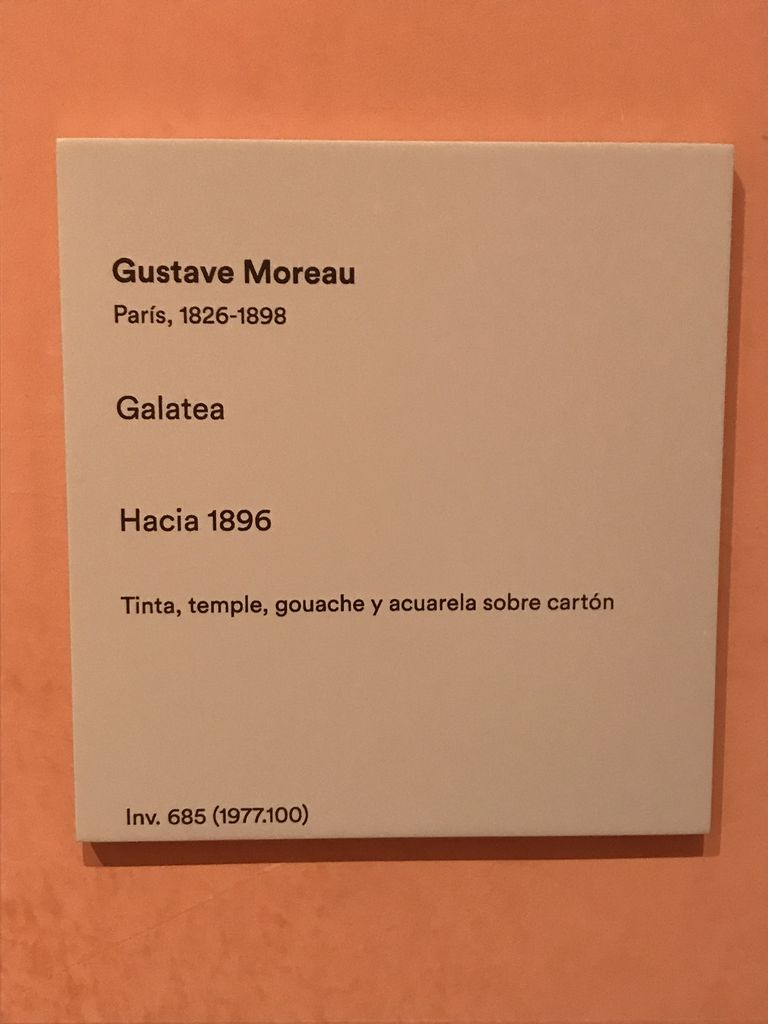 Gustave Moreau
París, 1826-1898
Galatea
Hacia 1896
Tinta, temple, gouache y acuarela sobre cartón
Inv. 685 (1977.100)